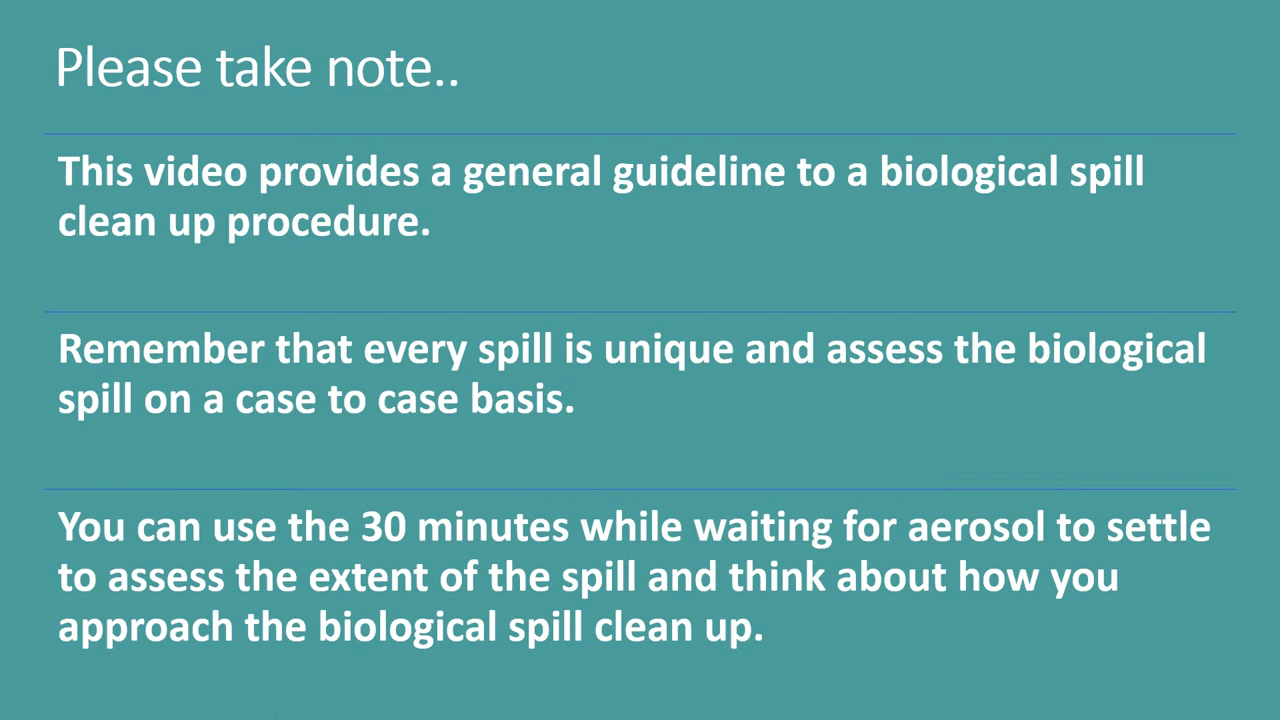 Please take note..
This video provides a general guideline to a biological spill
clean up procedure.
Remember that every spill is unique and assess the biological
spill on a case to case basis.
You can use the 30 minutes while waiting for aerosol to settle
to assess the extent of the spill and think about how you
approach the biological spill clean up.